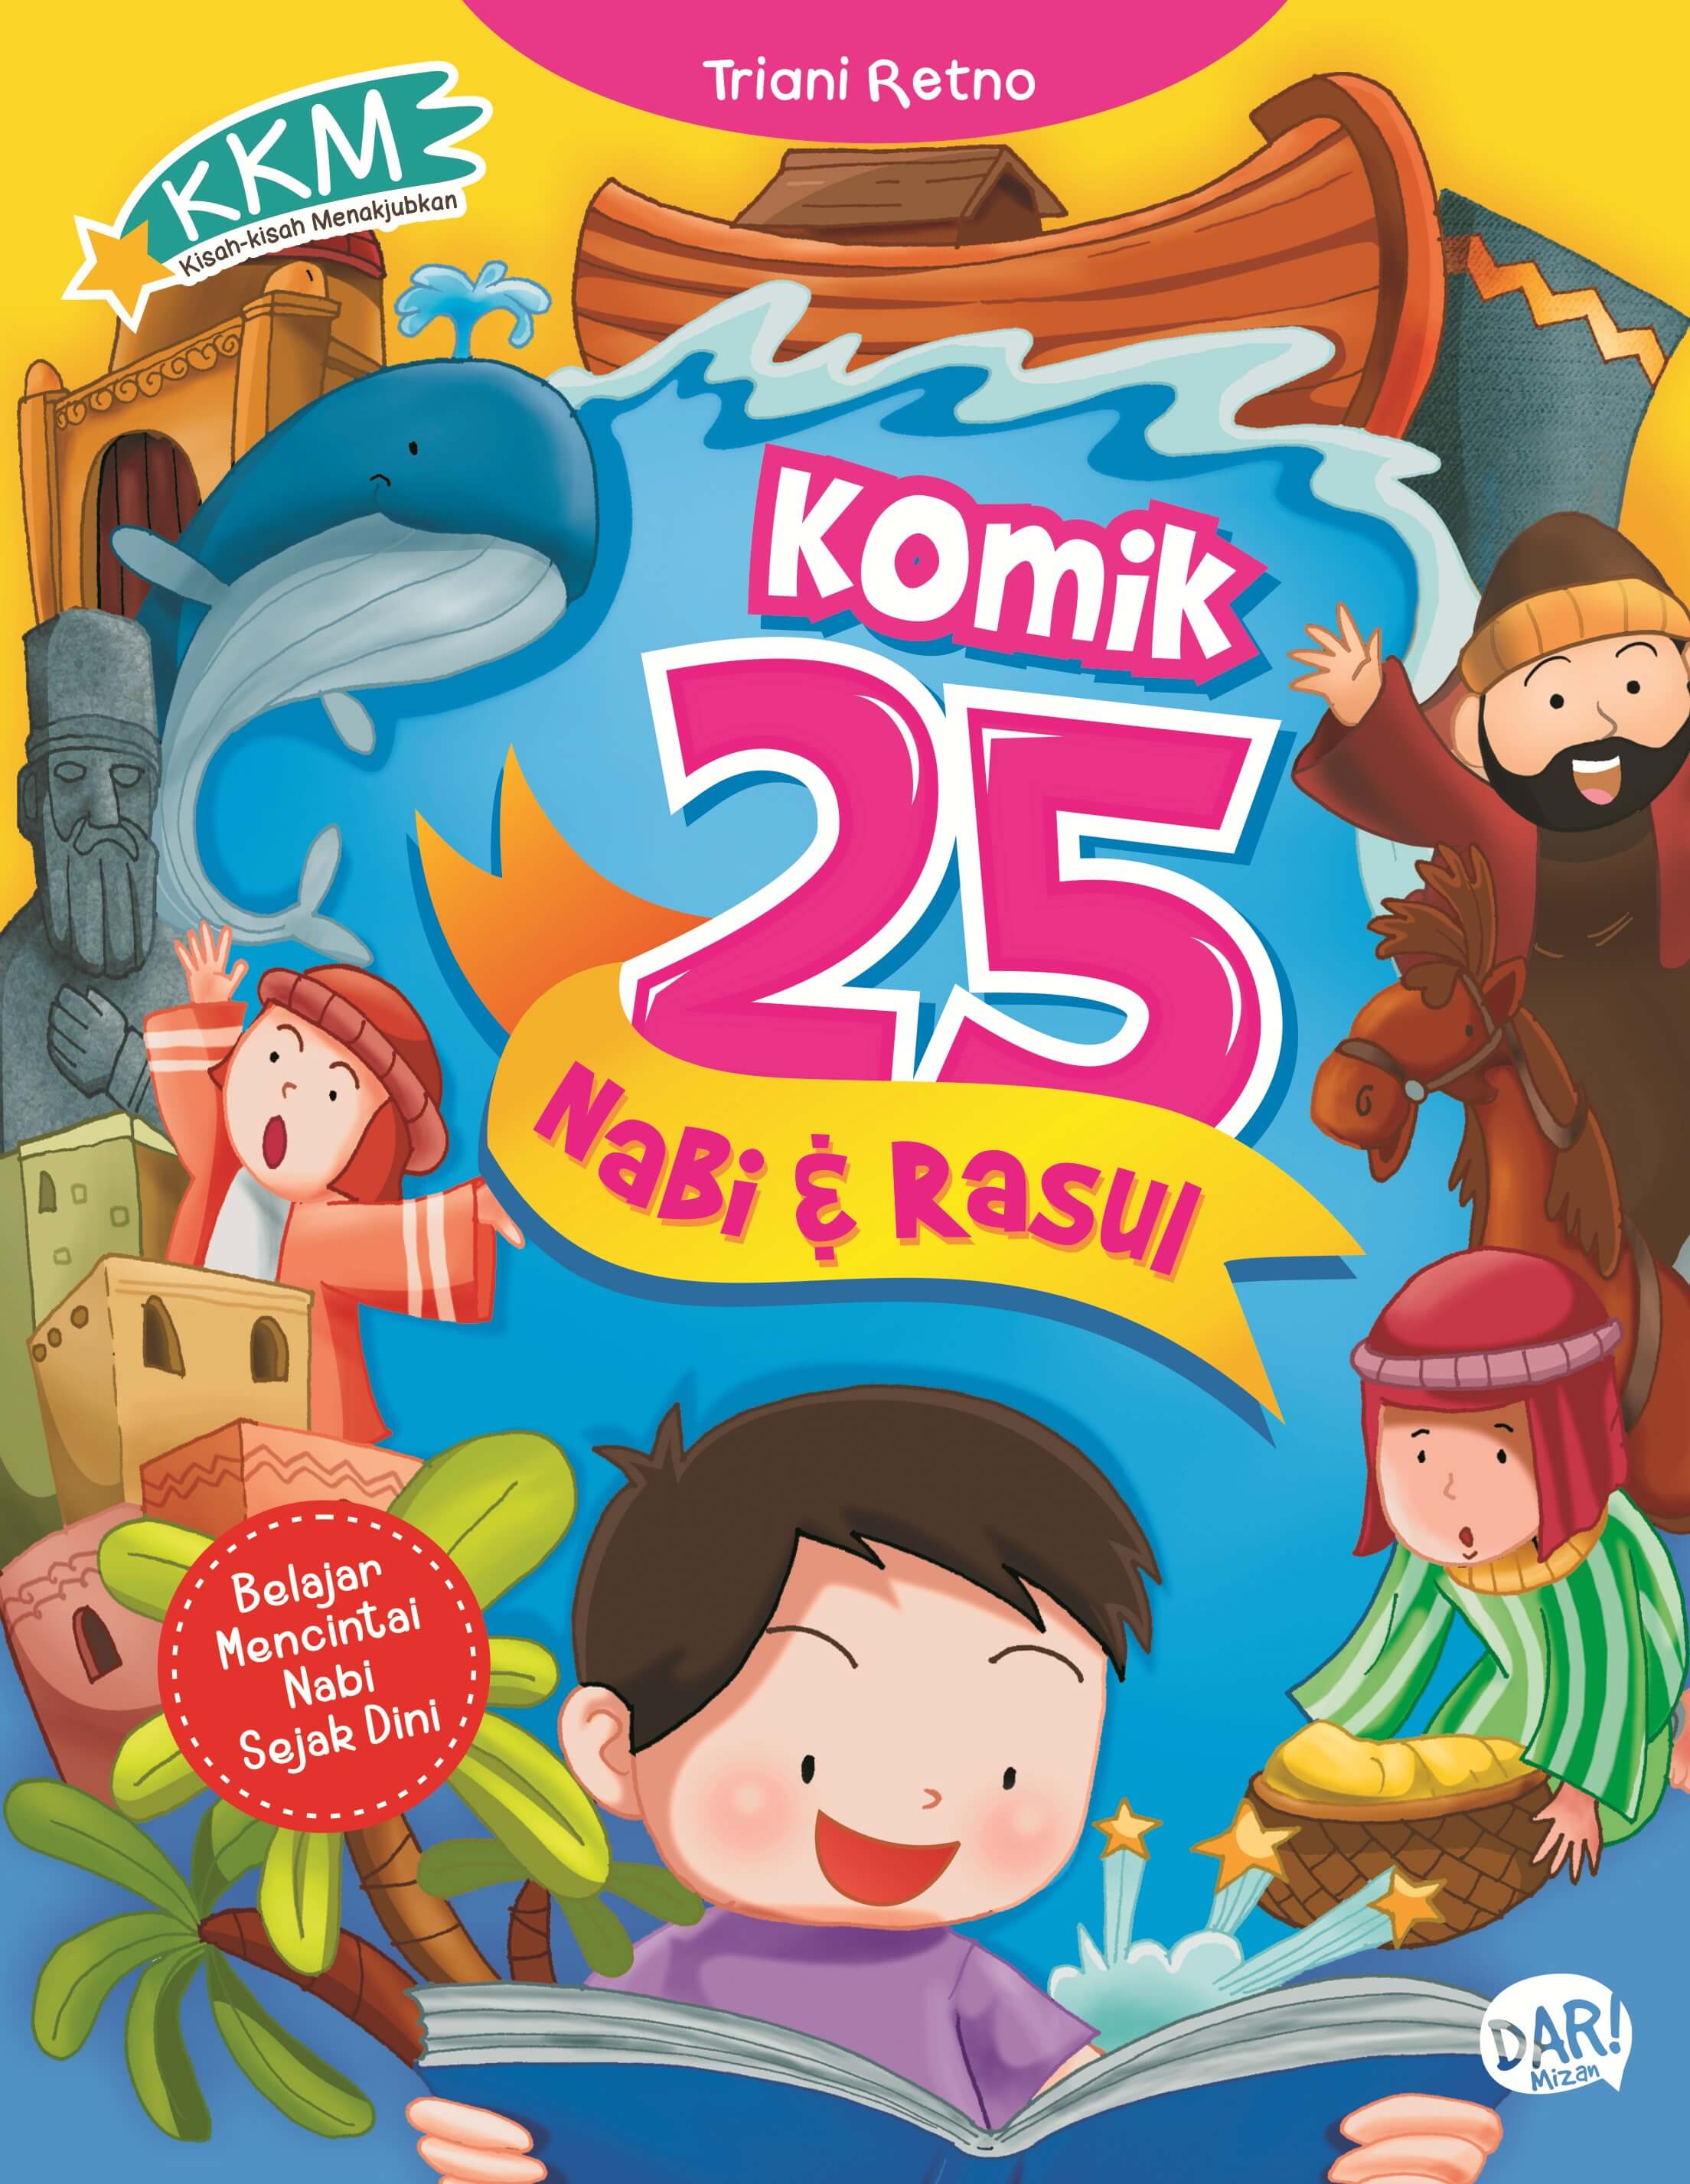 Triani Retno
KKM
Kisah-kisah Menakjubkan
Komik
25
Nabi & Rasul
Belajar
Mencintai
Nabi
Sejak Dini
DAR!
Mizan